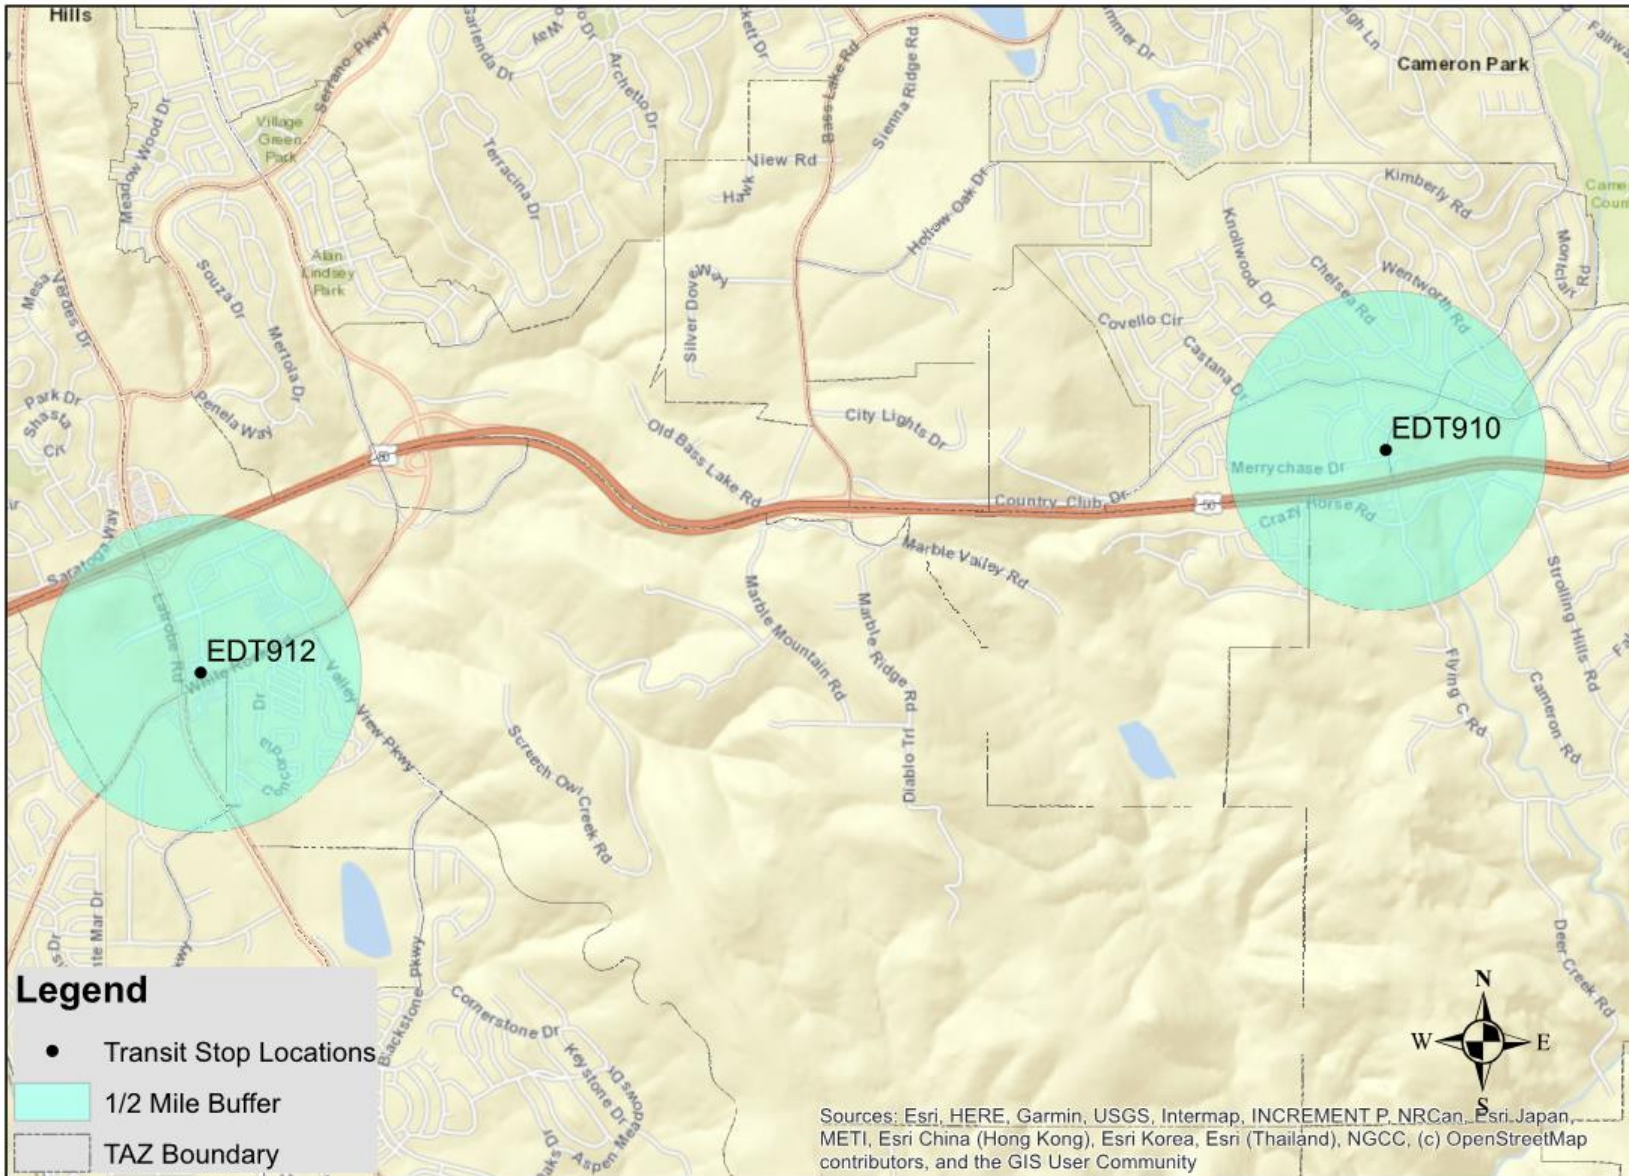 Hills
Serrano Pkwy
Garlenda Dr
Way
Archetto Dr
Bass Lake Rd
Sienna Ridge Rd
Cameron Park
Meadow Wood Dr
Village
Green
Park
Terracina Dr
Hawk View Rd
Hollow Oak Dr
Kimberly Rd
Knollwood Dr
Montclair Rd
Alan
Lindsey
Park
Souza Dr
Mertola Dr
Mesa Verdes Dr
Silver Dove Way
Chelsea Rd
Wentworth Rd
Covello Cir
Castana Dr
Park Dr
Shasta
Cir
Penela Way
Old Bass Lake Rd
City Lights Dr
EDT910
Merrychase Dr
50
Country Club Dr
50
Crazy Horse Rd
Saratoga Way
Marble Valley Rd
Latrobe Rd
EDT912
White Ro
Valley View Pkwy
Dr
Marble Mountain Rd
Marble Ridge Rd
Strolling Hills Rd
Flying C Rd
Cameron Rd
Screech Owl Creek Rd
Diablo Trl
Deer Creek Rd
Blackstone Pkwy
Cornerstone Dr
Keystone Dr
Legend
Transit Stop Locations
1/2 Mile Buffer
TAZ Boundary
N
W
E
S
Sources: Esri, HERE, Garmin, USGS, Intermap, INCREMENT P, NRCan, Esri Japan,
METI, Esri China (Hong Kong), Esri Korea, Esri (Thailand), NGCC, (c) OpenStreetMap
contributors, and the GIS User Community